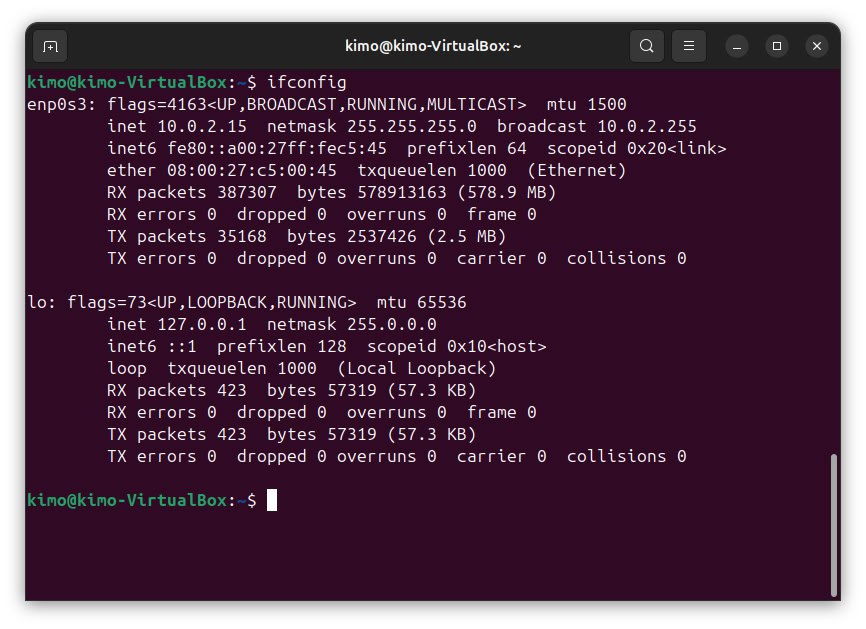 kimo@kimo-VirtualBox: ~
kimo@kimo-VirtualBox:~$ ifconfig
enp0s3: flags=4163<UP,BROADCAST,RUNNING,MULTICAST>  mtu 1500
        inet 10.0.2.15  netmask 255.255.255.0  broadcast 10.0.2.255
        inet6 fe80::a00:27ff:fec5:45  prefixlen 64  scopeid 0x20<link>
        ether 08:00:27:c5:00:45  txqueuelen 1000  (Ethernet)
        RX packets 387307  bytes 578913163 (578.9 MB)
        RX errors 0  dropped 0  overruns 0  frame 0
        TX packets 35168  bytes 2537426 (2.5 MB)
        TX errors 0  dropped 0 overruns 0  carrier 0  collisions 0

lo: flags=73<UP,LOOPBACK,RUNNING>  mtu 65536
        inet 127.0.0.1  netmask 255.0.0.0
        inet6 ::1  prefixlen 128  scopeid 0x10<host>
        loop  txqueuelen 1000  (Local Loopback)
        RX packets 423  bytes 57319 (57.3 KB)
        RX errors 0  dropped 0  overruns 0  frame 0
        TX packets 423  bytes 57319 (57.3 KB)
        TX errors 0  dropped 0 overruns 0  carrier 0  collisions 0

kimo@kimo-VirtualBox:~$